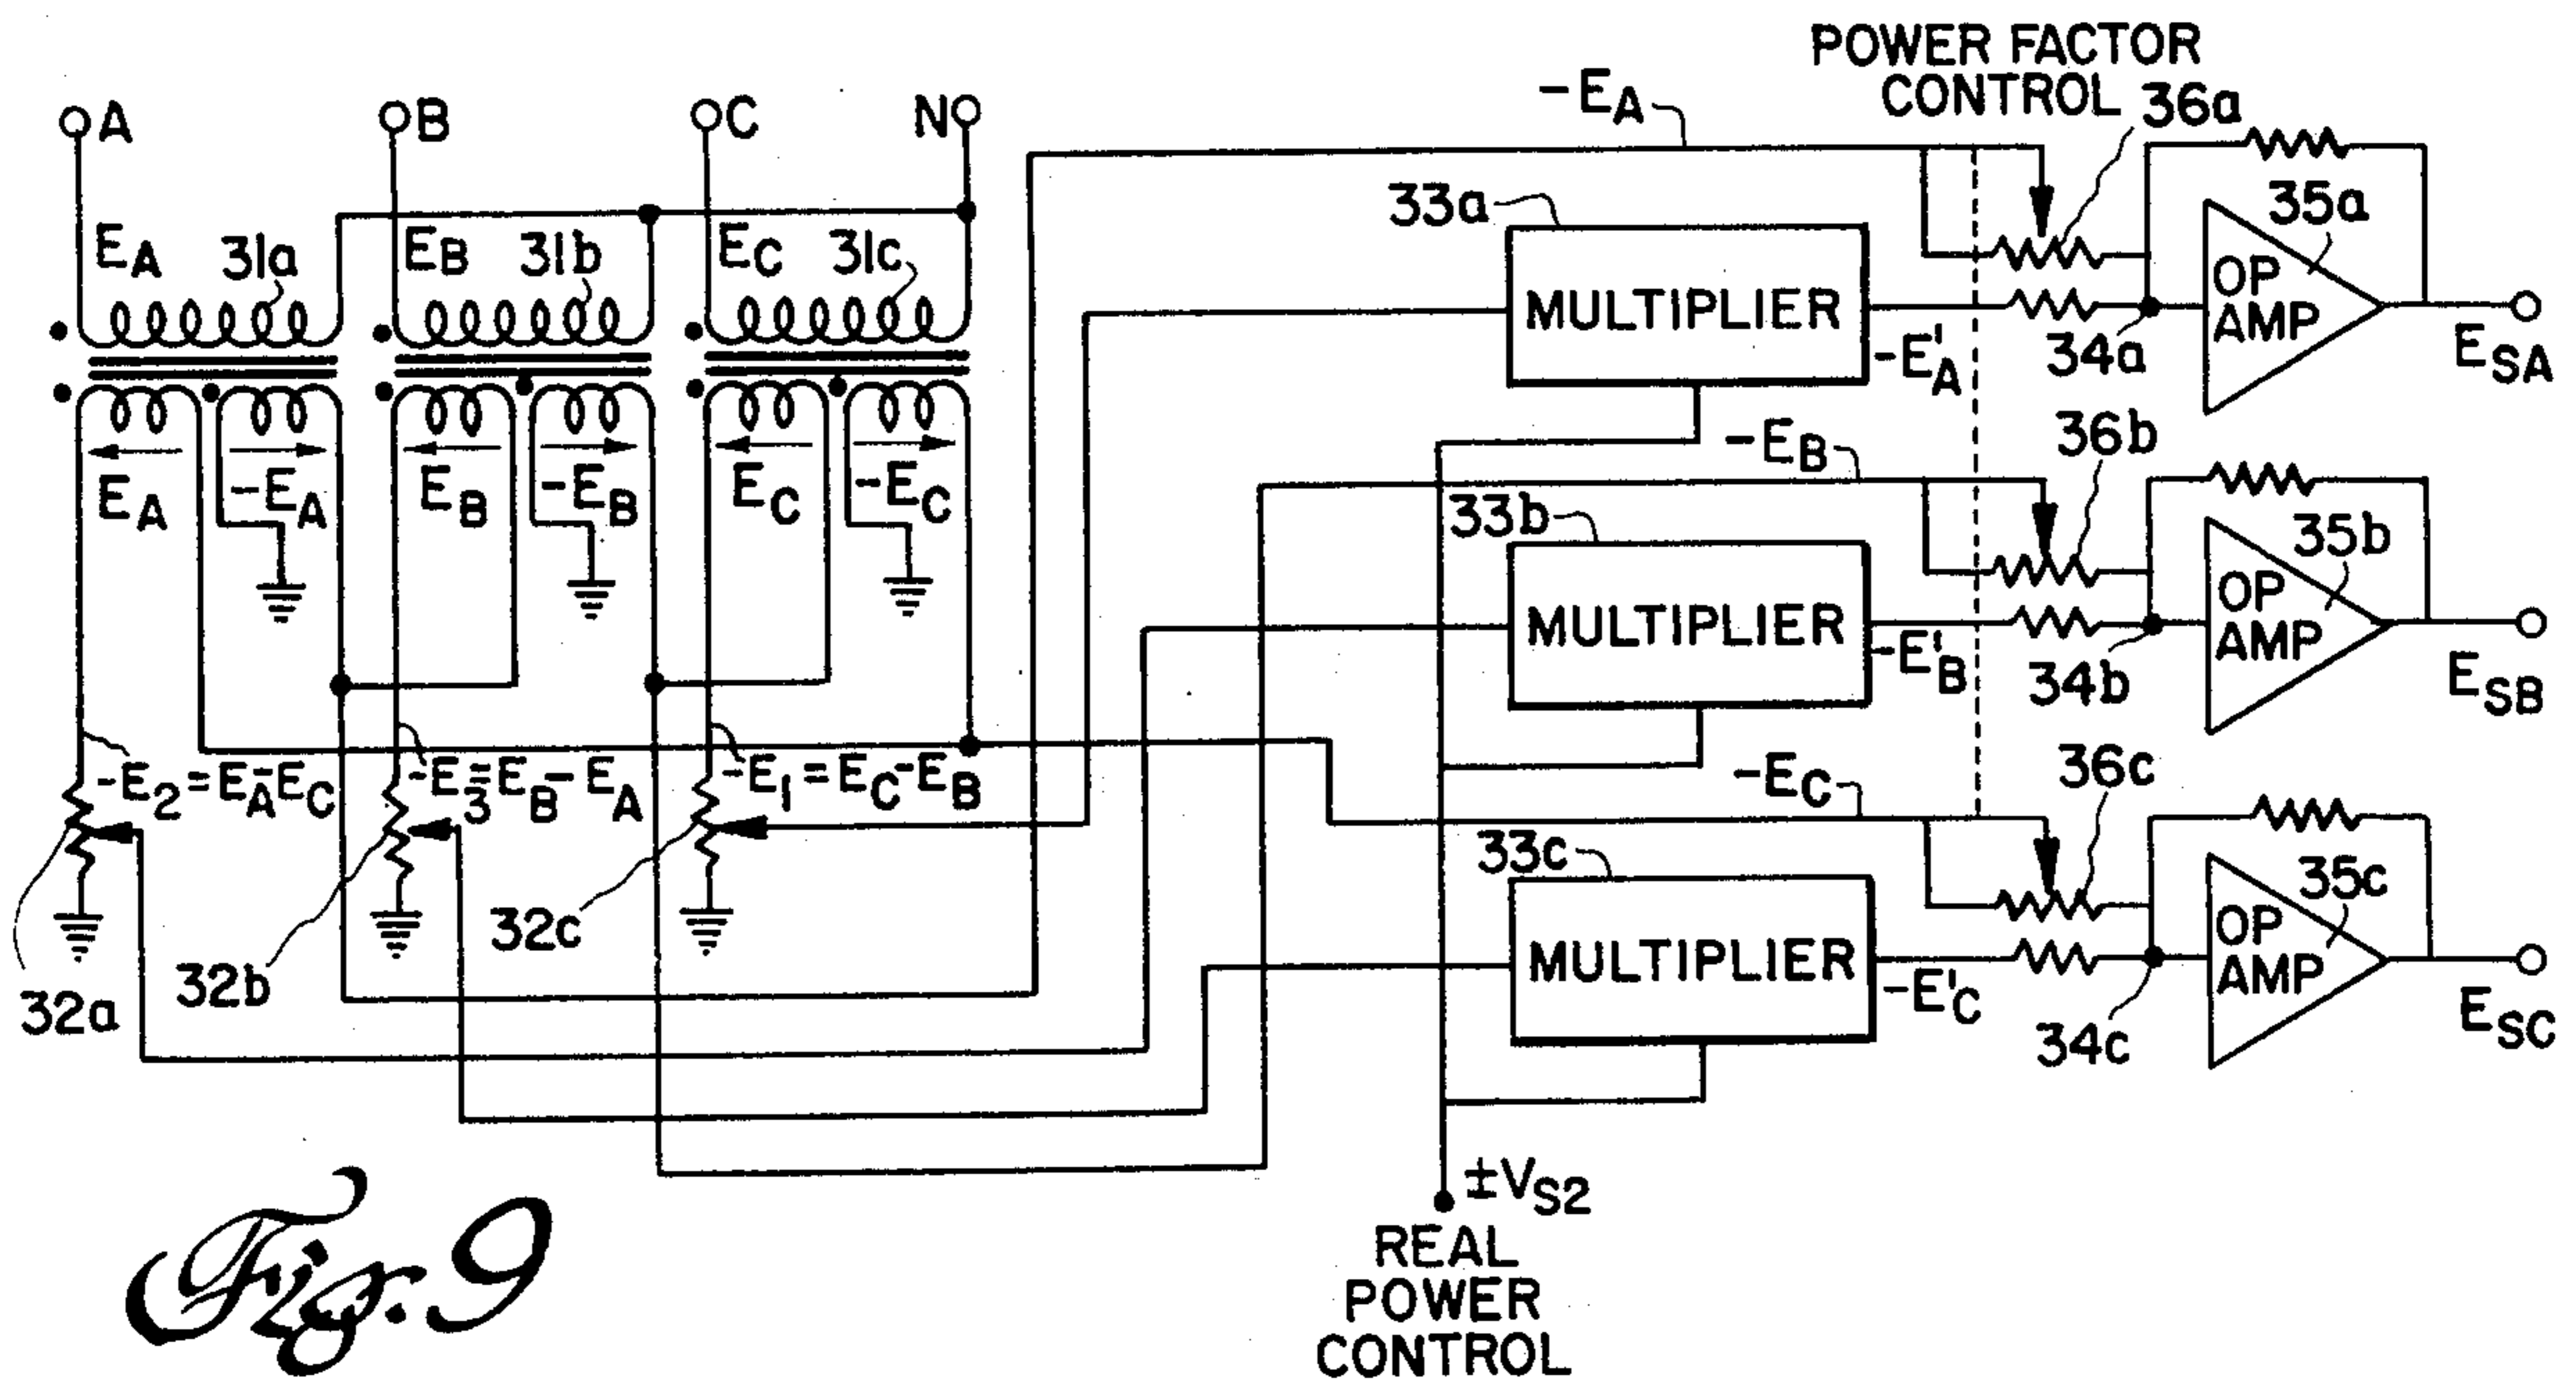 POWER FACTOR
CONTROL
A
B
C
N
-EA
36a
33a
35a
EA
31a
EB
31b
EC
31c
MULTIPLIER
OP
AMP
-E'A
34a
ESA
EA
-EA
EB
-EB
EC
-EC
-EB
36b
33b
35b
MULTIPLIER
OP
AMP
-E'B
34b
ESB
-E2=EA-EC
-E3=EB-EA
-E1=EC-EB
-EC
36c
33c
35c
32a
32b
32c
MULTIPLIER
OP
AMP
-E'C
34c
ESC
±VS2
REAL
POWER
CONTROL
Fig. 9